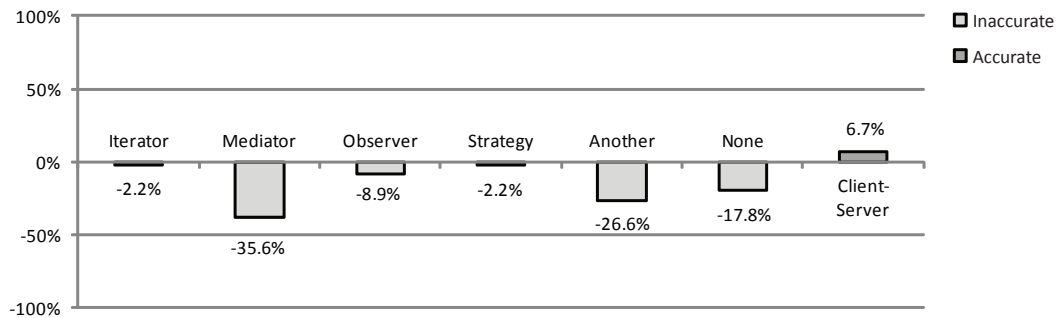 100%
Inaccurate
Accurate
50%
Iterator Mediator Observer Strategy Another None 6.7%
0%
-2.2% -8.9% -2.2% Client-
Server
-17.8%
-26.6%
-50%
-35.6%
-100%